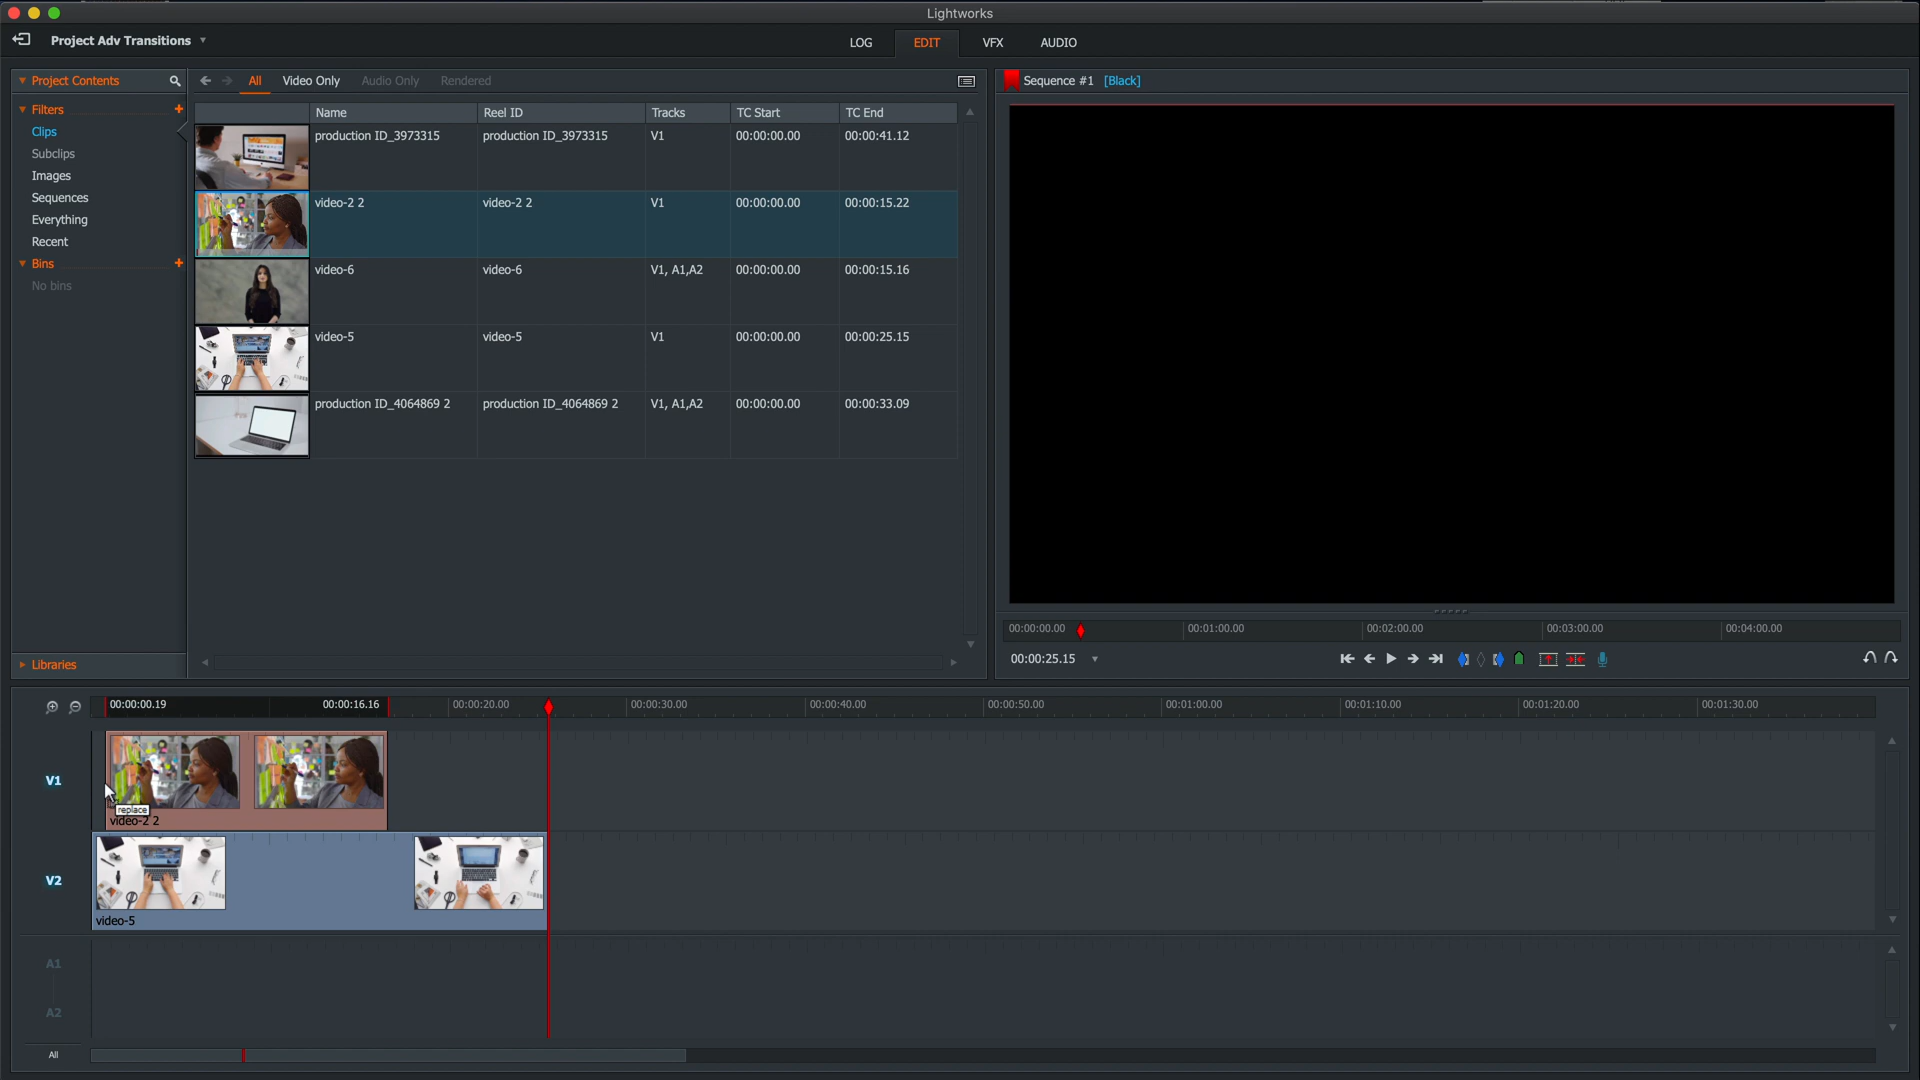 Lightworks
Project Adv Transitions
LOG
EDIT
VFX
AUDIO
Project Contents
All
Video Only
Audio Only
Rendered
Sequence #1 [Black]
Filters
Clips
Subclips
Images
Sequences
Everything
Recent
Bins
No bins
Libraries
Name
Reel ID
Tracks
TC Start
TC End
production ID_3973315
production ID_3973315
V1
00:00:00.00
00:00:41.12
video-2 2
video-2 2
V1
00:00:00.00
00:00:15.22
video-6
video-6
V1, A1,A2
00:00:00.00
00:00:15.16
video-5
video-5
V1
00:00:00.00
00:00:25.15
production ID_4064869 2
production ID_4064869 2
V1, A1,A2
00:00:00.00
00:00:33.09
00:00:00.00
00:01:00.00
00:02:00.00
00:03:00.00
00:04:00.00
00:00:25.15
00:00:00.19
00:00:16.16
00:00:20.00
00:00:30.00
00:00:40.00
00:00:50.00
00:01:00.00
00:01:10.00
00:01:20.00
00:01:30.00
V1
replace
video-2 2
V2
video-5
A1
A2
All